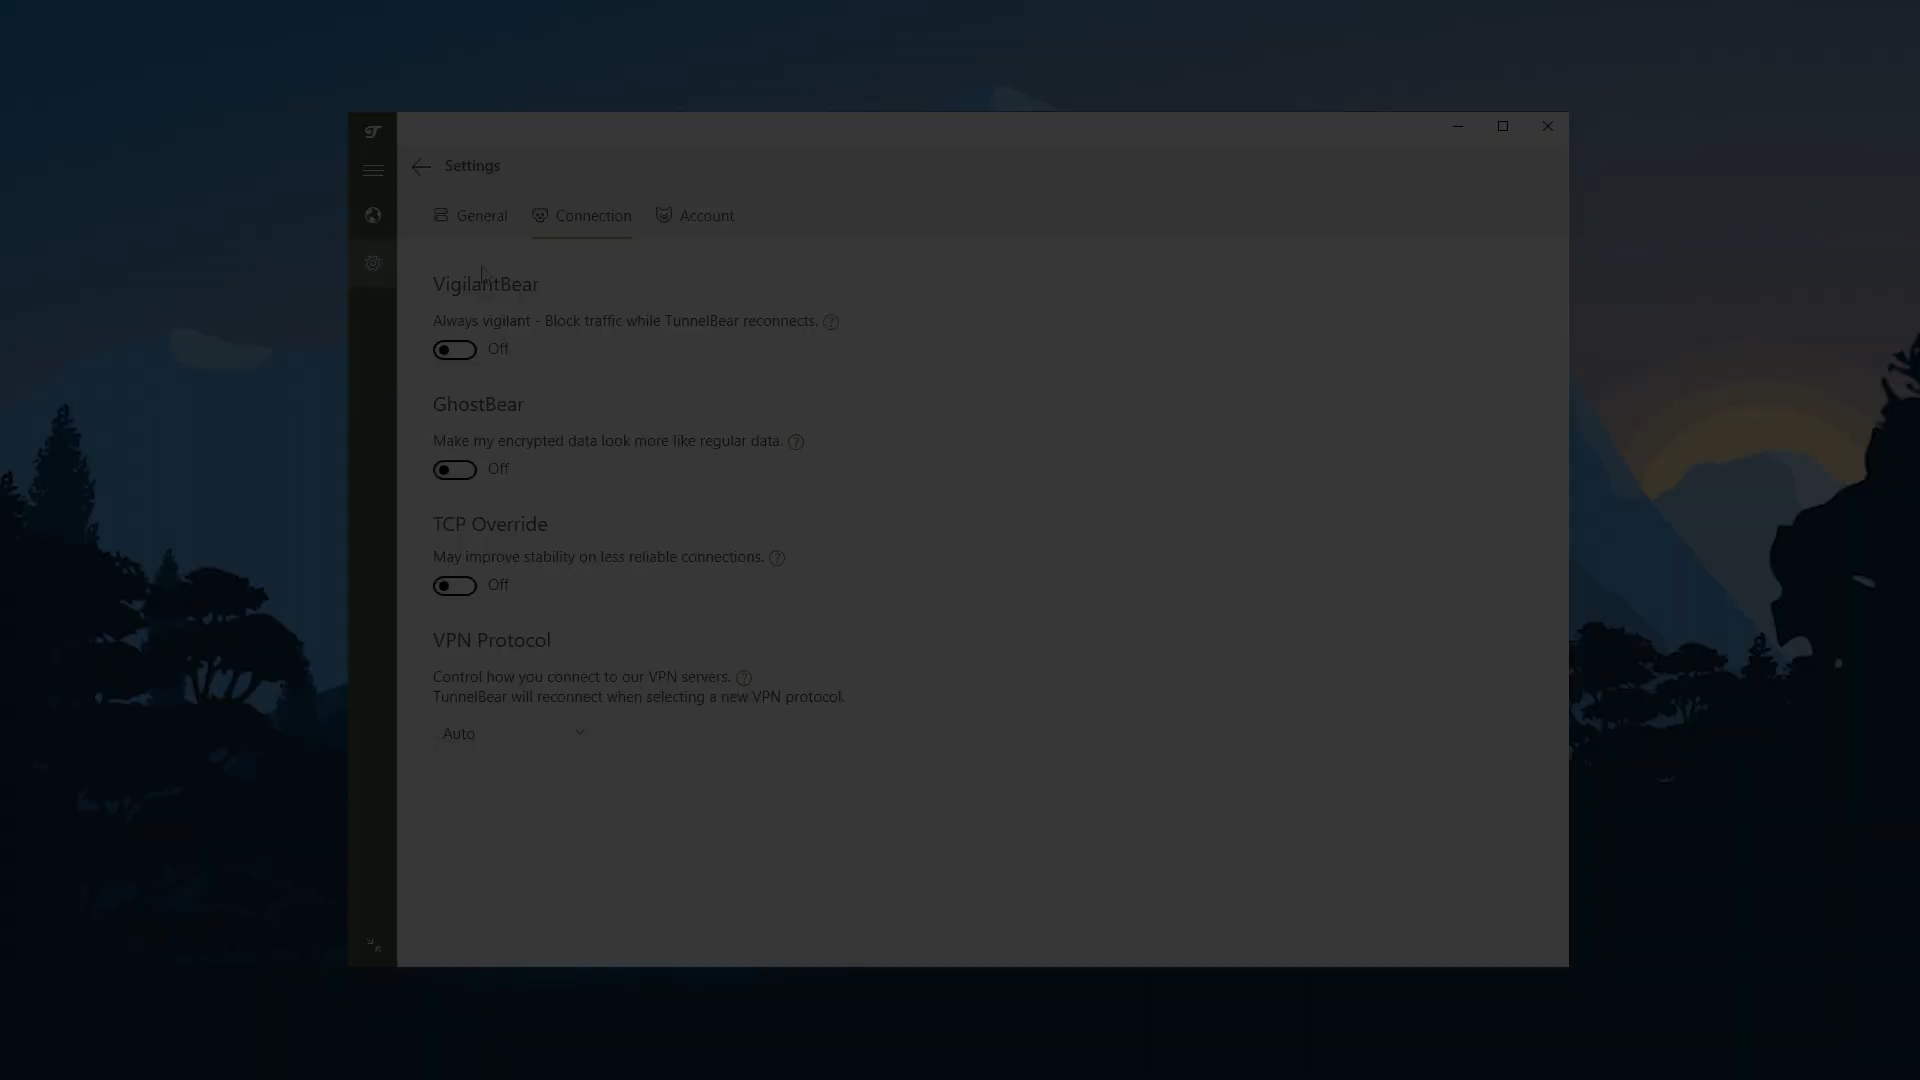 Settings
General Connection Account
VigilantBear
Always vigilant - Block traffic while TunnelBear reconnects. ?
Off
GhostBear
Make my encrypted data look more like regular data. ?
Off
TCP Override
May improve stability on less reliable connections. ?
Off
VPN Protocol
Control how you connect to our VPN servers. ?
TunnelBear will reconnect when selecting a new VPN protocol.
Auto